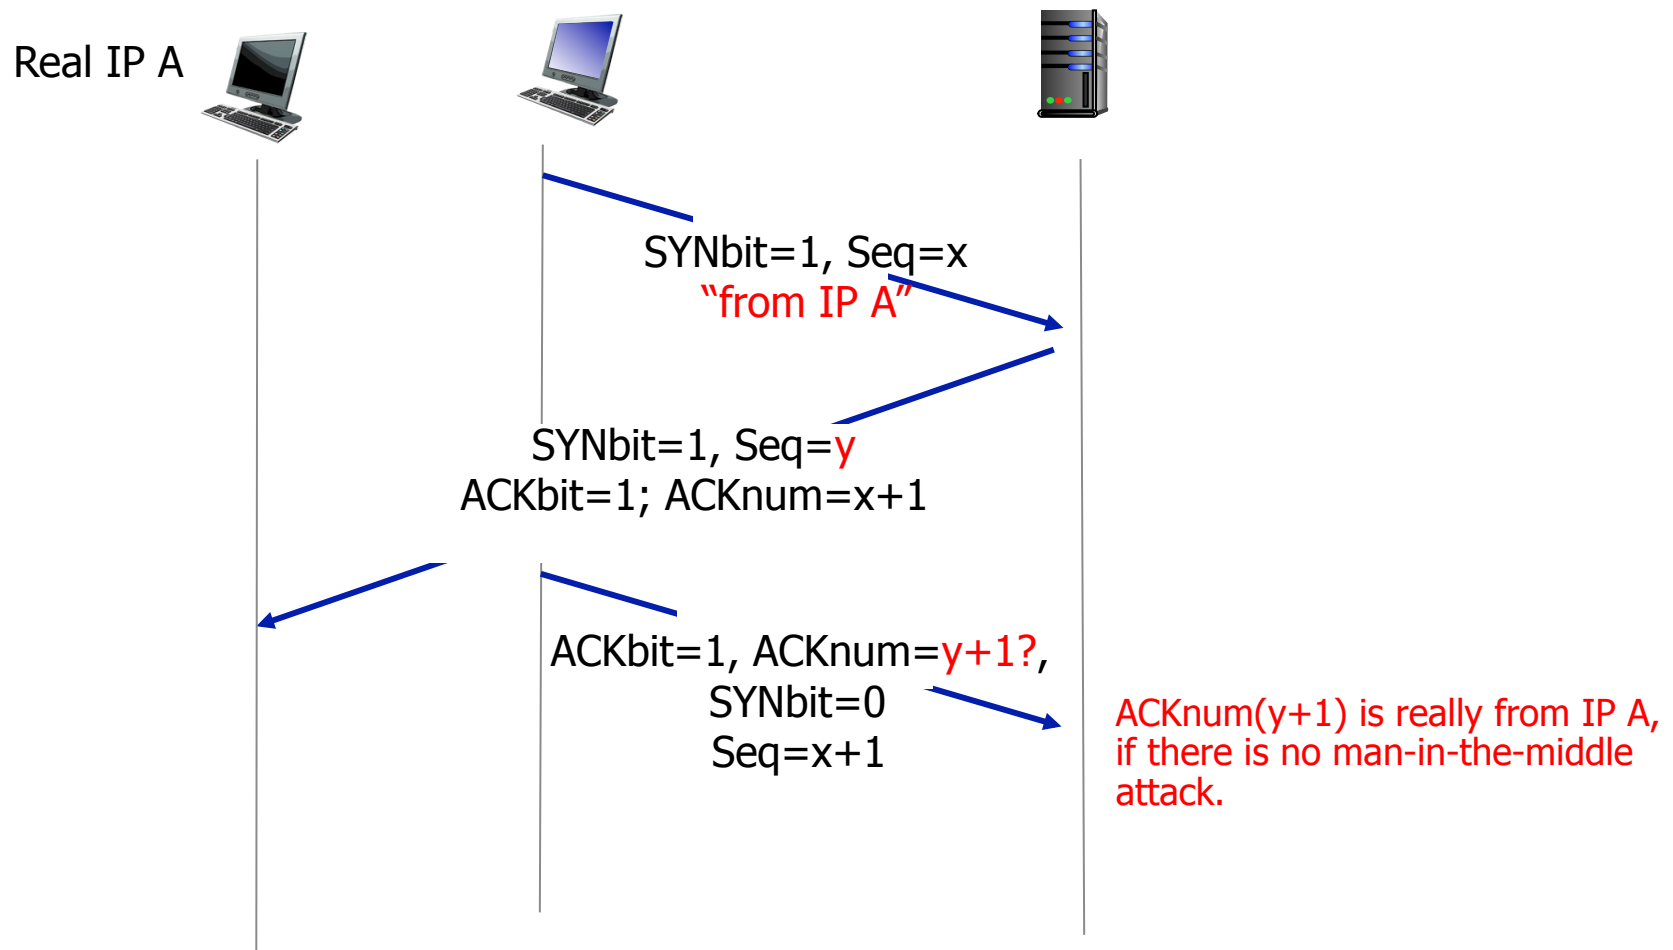 Real IP A
SYNbit=1, Seq=x
“from IP A”
SYNbit=1, Seq=y
ACKbit=1; ACKnum=x+1
ACKbit=1, ACKnum=y+1?,
SYNbit=0
Seq=x+1
ACKnum(y+1) is really from IP A,
if there is no man-in-the-middle
attack.